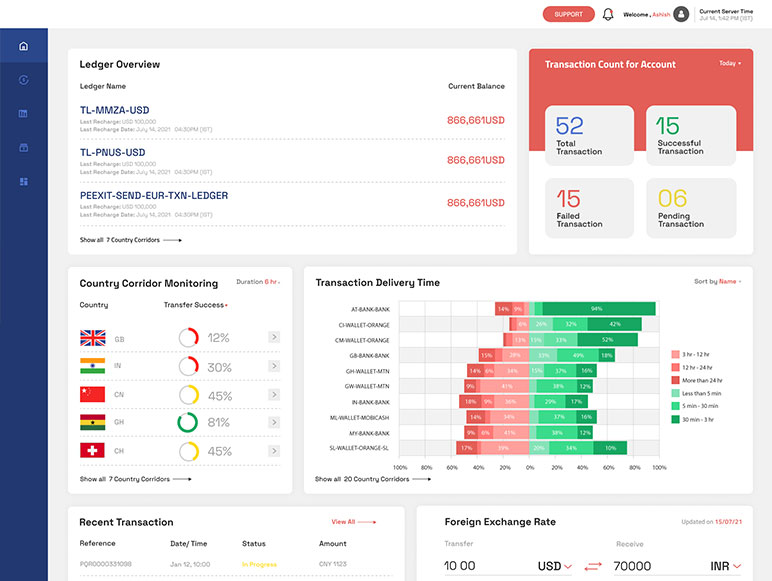 SUPPORT
Welcome , Ashish
Current Server Time
Jul 14, 1:42 PM (IST)
Ledger Overview
Ledger Name
Current Balance
TL-MMZA-USD
Last Recharge: USD 100,000
Last Recharge Date: July 14, 2021 04:30PM (IST)
866,661USD
TL-PNUS-USD
Last Recharge: USD 100,000
Last Recharge Date: July 14, 2021 04:30PM (IST)
866,661USD
PEEXIT-SEND-EUR-TXN-LEDGER
Last Recharge: USD 100,000
Last Recharge Date: July 14, 2021 04:30PM (IST)
866,661USD
Show all 7 Country Corridors
Transaction Count for Account
Today
52
Total
Transaction
15
Successful
Transaction
15
Failed
Transaction
06
Pending
Transaction
Country Corridor Monitoring
Duration 6 hr
Country
Transfer Success
GB 12%
IN 30%
CN 45%
GH 81%
CH 45%
Show all 7 Country Corridors
Transaction Delivery Time
Sort by Name
AT-BANK-BANK 14% 9% 94%
CI-WALLET-ORANGE 6% 26% 32% 42%
CM-WALLET-ORANGE 13% 15% 33% 52%
GB-BANK-BANK 15% 28% 33% 49% 18%
GH-WALLET-MTN 14% 6% 34% 15% 37% 16%
GW-WALLET-MTN 9% 41% 38% 12%
IN-BANK-BANK 18% 9% 36% 29% 17%
ML-WALLET-MOBICASH 14% 34% 37% 16%
MY-BANK-BANK 9% 6% 41% 38% 12%
SL-WALLET-ORANGE-SL 17% 39% 20% 34% 10%
100% 80% 60% 40% 20% 0% 20% 40% 60% 80% 100%
3 hr - 12 hr
12 hr - 24 hr
More than 24 hr
Less than 5 min
5 min - 30 min
30 min - 3 hr
Show all 20 Country Corridors
Recent Transaction
View All
Reference
Date/ Time
Status
Amount
PQR0000331098
Jan 12, 10:00
In Progress
CNY 1123
Foreign Exchange Rate
Updated on 15/07/21
Transfer
Receive
10 00
USD
70000
INR